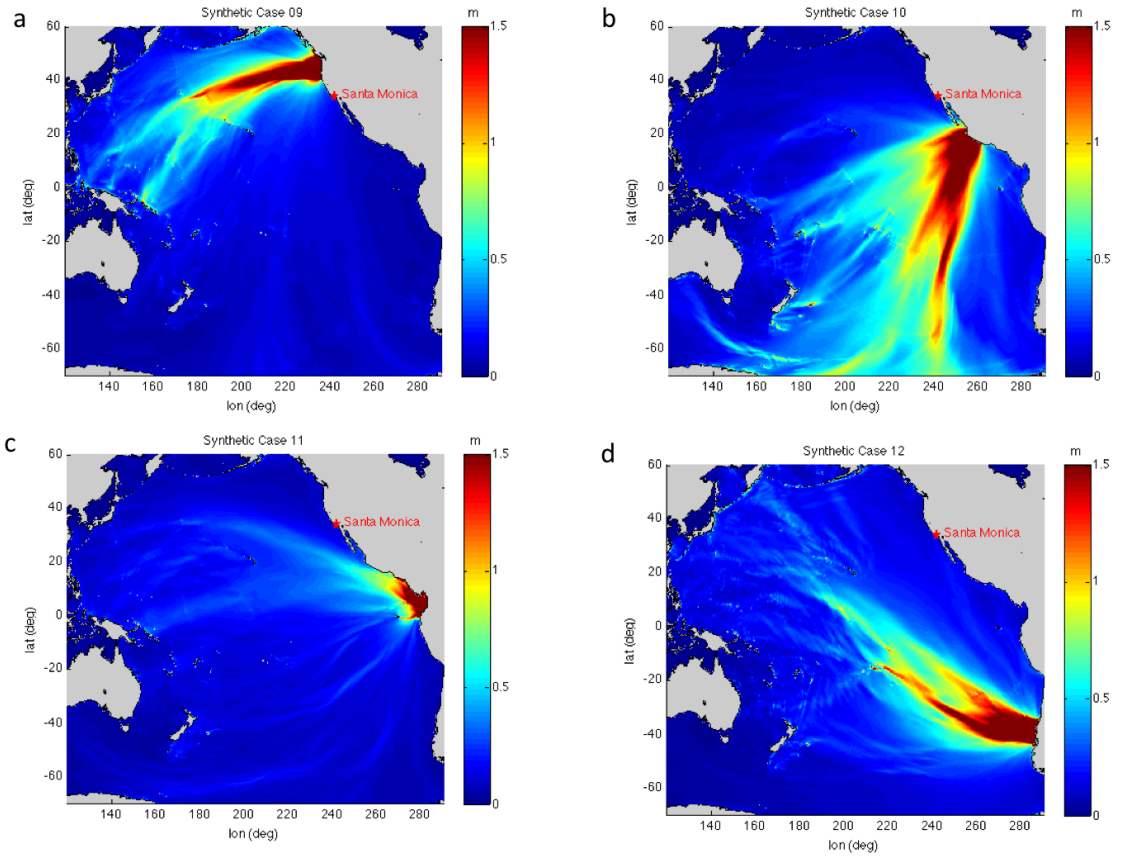 a
Synthetic Case 09
m
60
40
20
0
-20
-40
-60
lat (deg)
140 160 180 200 220 240 260 280
lon (deg)
Santa Monica
1.5
1
0.5
0
b
Synthetic Case 10
m
60
40
20
0
-20
-40
-60
lat (deg)
140 160 180 200 220 240 260 280
lon (deg)
Santa Monica
1.5
1
0.5
0
c
Synthetic Case 11
m
60
40
20
0
-20
-40
-60
lat (deg)
140 160 180 200 220 240 260 280
lon (deg)
Santa Monica
1.5
1
0.5
0
d
Synthetic Case 12
m
60
40
20
0
-20
-40
-60
lat (deg)
140 160 180 200 220 240 260 280
lon (deg)
Santa Monica
1.5
1
0.5
0